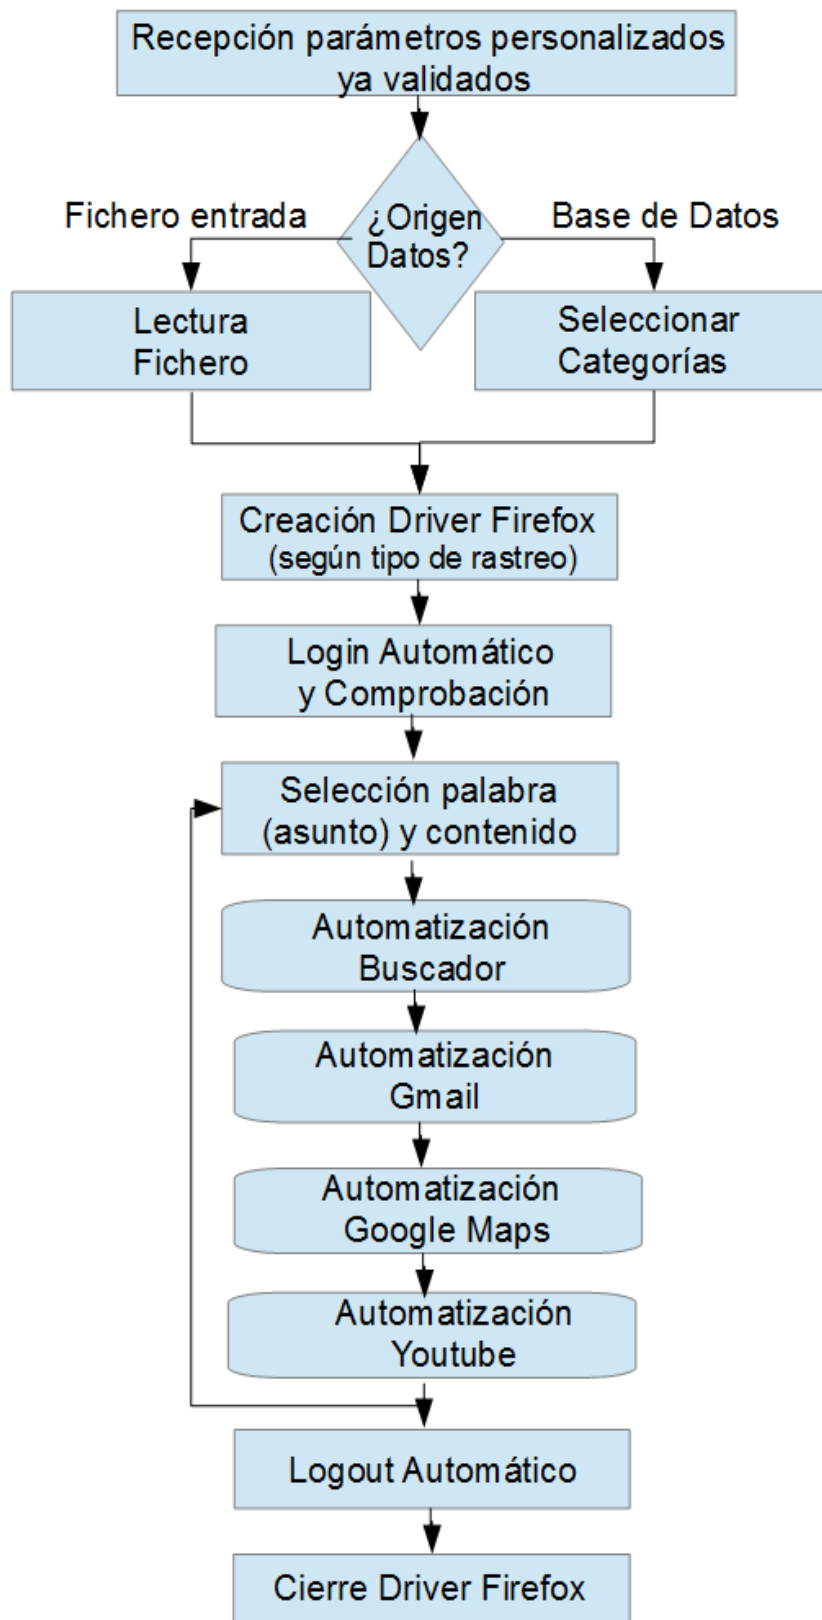 Recepción parámetros personalizados
ya validados
Fichero entrada
¿Origen
Datos?
Base de Datos
Lectura
Fichero
Seleccionar
Categorías
Creación Driver Firefox
(según tipo de rastreo)
Login Automático
y Comprobación
Selección palabra
(asunto) y contenido
Automatización
Buscador
Automatización
Gmail
Automatización
Google Maps
Automatización
Youtube
Logout Automático
Cierre Driver Firefox